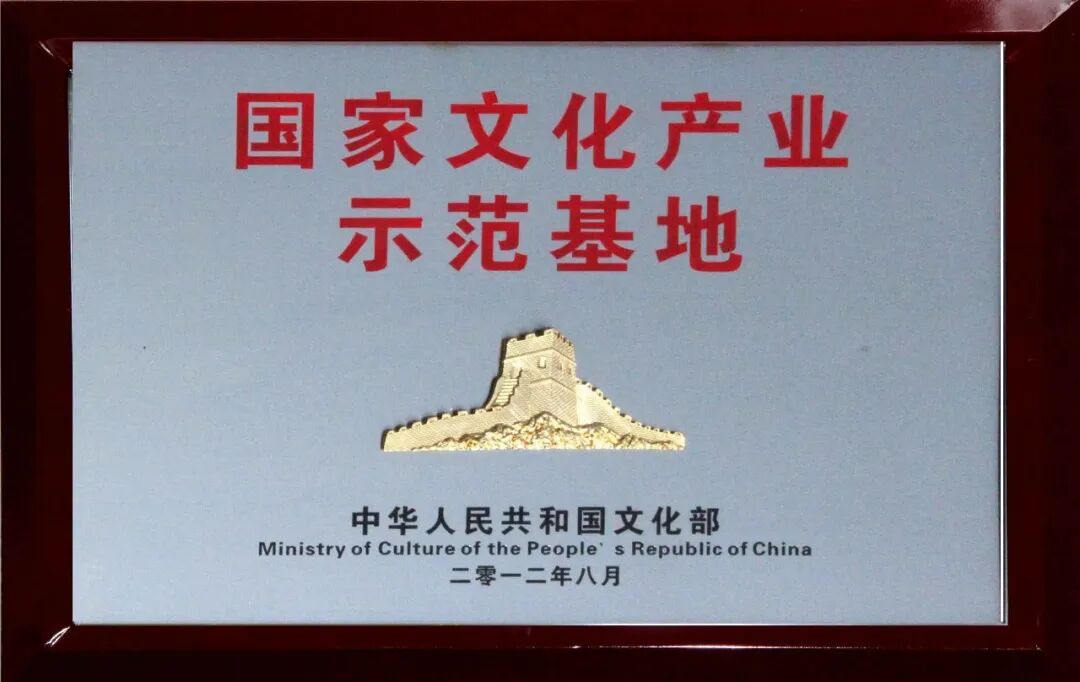 国家文化产业
示范基地
中华人民共和国文化部
Ministry of Culture of the People's Republic of China
二零一二年八月